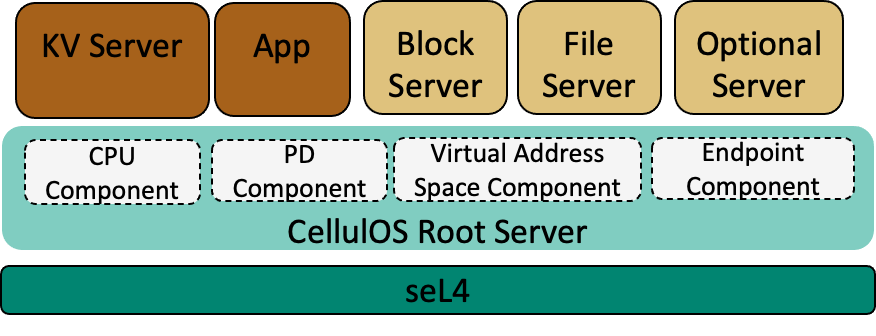 KV Server
App
Block
Server
File
Server
Optional
Server
CPU
Component
PD
Component
Virtual Address
Space Component
Endpoint
Component
CellulOS Root Server
seL4